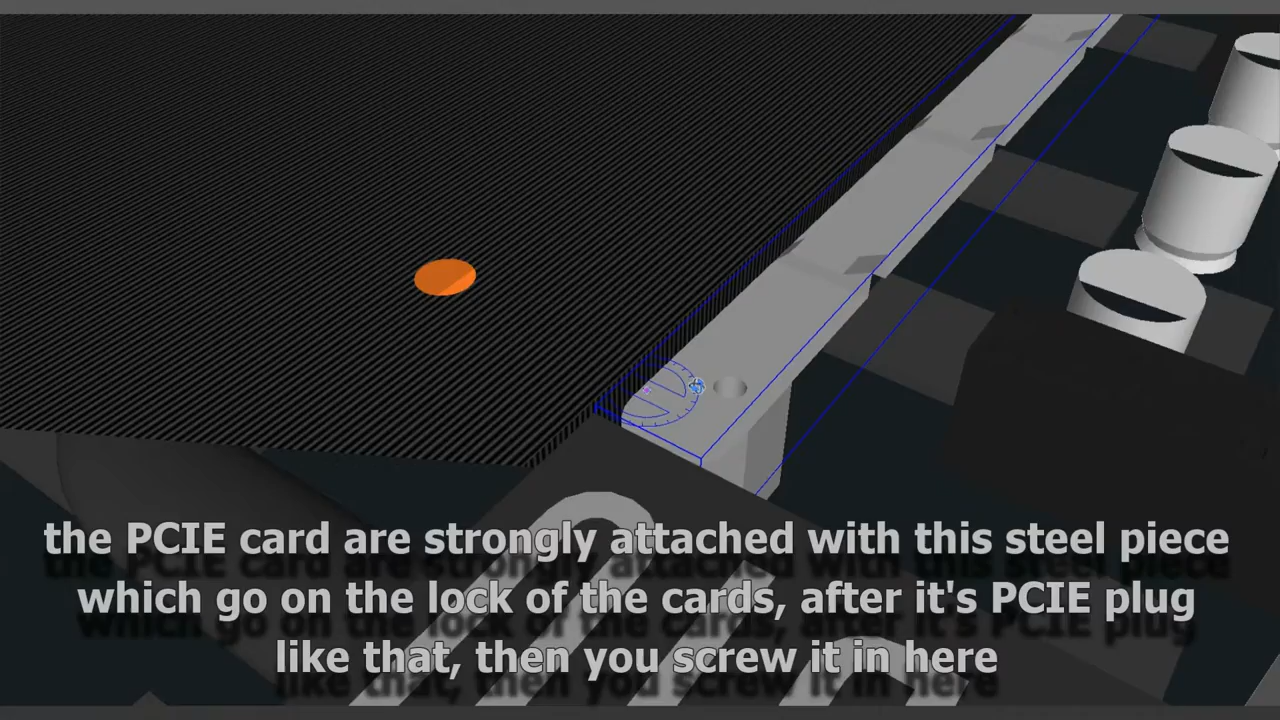 the PCIE card are strongly attached with this steel piece
which go on the lock of the cards, after it's PCIE plug
like that, then you screw it in here